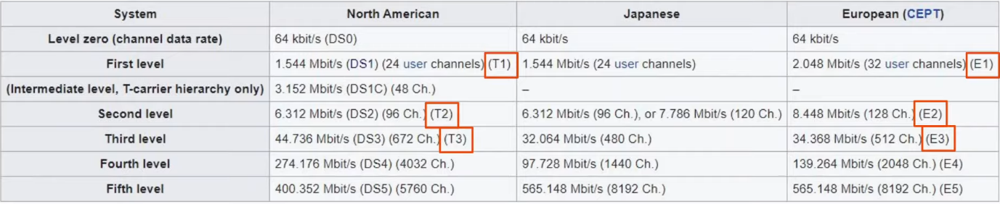 System North American Japanese European (CEPT)
Level zero (channel data rate) 64 kbit/s (DS0) 64 kbit/s 64 kbit/s
First level 1.544 Mbit/s (DS1) (24 user channels) (T1) 1.544 Mbit/s (24 user channels) 2.048 Mbit/s (32 user channels) (E1)
(Intermediate level, T-carrier hierarchy only) 3.152 Mbit/s (DS1C) (48 Ch.) – –
Second level 6.312 Mbit/s (DS2) (96 Ch.) (T2) 6.312 Mbit/s (96 Ch.), or 7.786 Mbit/s (120 Ch.) 8.448 Mbit/s (128 Ch.) (E2)
Third level 44.736 Mbit/s (DS3) (672 Ch.) (T3) 32.064 Mbit/s (480 Ch.) 34.368 Mbit/s (512 Ch.) (E3)
Fourth level 274.176 Mbit/s (DS4) (4032 Ch.) 97.728 Mbit/s (1440 Ch.) 139.264 Mbit/s (2048 Ch.) (E4)
Fifth level 400.352 Mbit/s (DS5) (5760 Ch.) 565.148 Mbit/s (8192 Ch.) 565.148 Mbit/s (8192 Ch.) (E5)